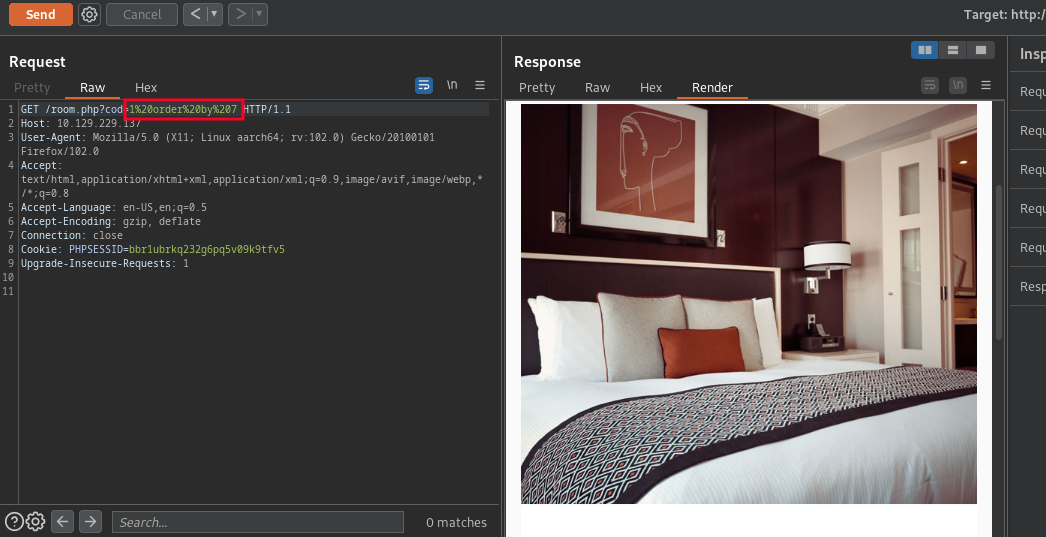 Send
Cancel
<
>
Target: http:/
Request
Pretty
Raw
Hex
\n
1 GET /room.php?cod=1%20order%20by%207 HTTP/1.1
2 Host: 10.129.229.137
3 User-Agent: Mozilla/5.0 (X11; Linux aarch64; rv:102.0) Gecko/20100101
Firefox/102.0
4 Accept:
text/html,application/xhtml+xml,application/xml;q=0.9,image/avif,image/webp,*
/*;q=0.8
5 Accept-Language: en-US,en;q=0.5
6 Accept-Encoding: gzip, deflate
7 Connection: close
8 Cookie: PHPSESSID=bbr1ubrkq232g6pq5v09k9tfv5
9 Upgrade-Insecure-Requests: 1
10
11
Search...
0 matches
Response
Pretty
Raw
Hex
Render
\n
Insp
Requ
Requ
Requ
Requ
Requ
Resp